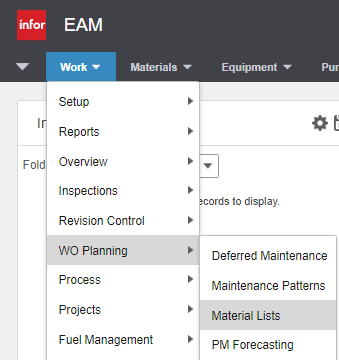 infor EAM
Work Materials Equipment Pur
Setup
In
Reports
Overview
Fold
Inspections
ecords to display.
Revision Control
WO Planning
Deferred Maintenance
Process
Maintenance Patterns
Projects
Material Lists
Fuel Management
PM Forecasting